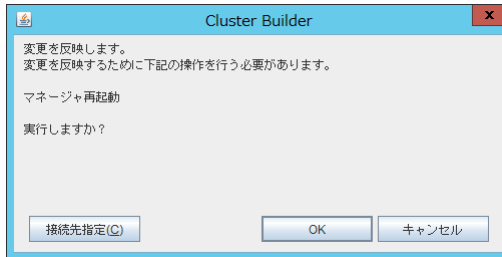 Cluster Builder
x
変更を反映します。
変更を反映するために下記の操作を行う必要があります。
マネージャ再起動
実行しますか？
接続先指定(C)
OK
キャンセル